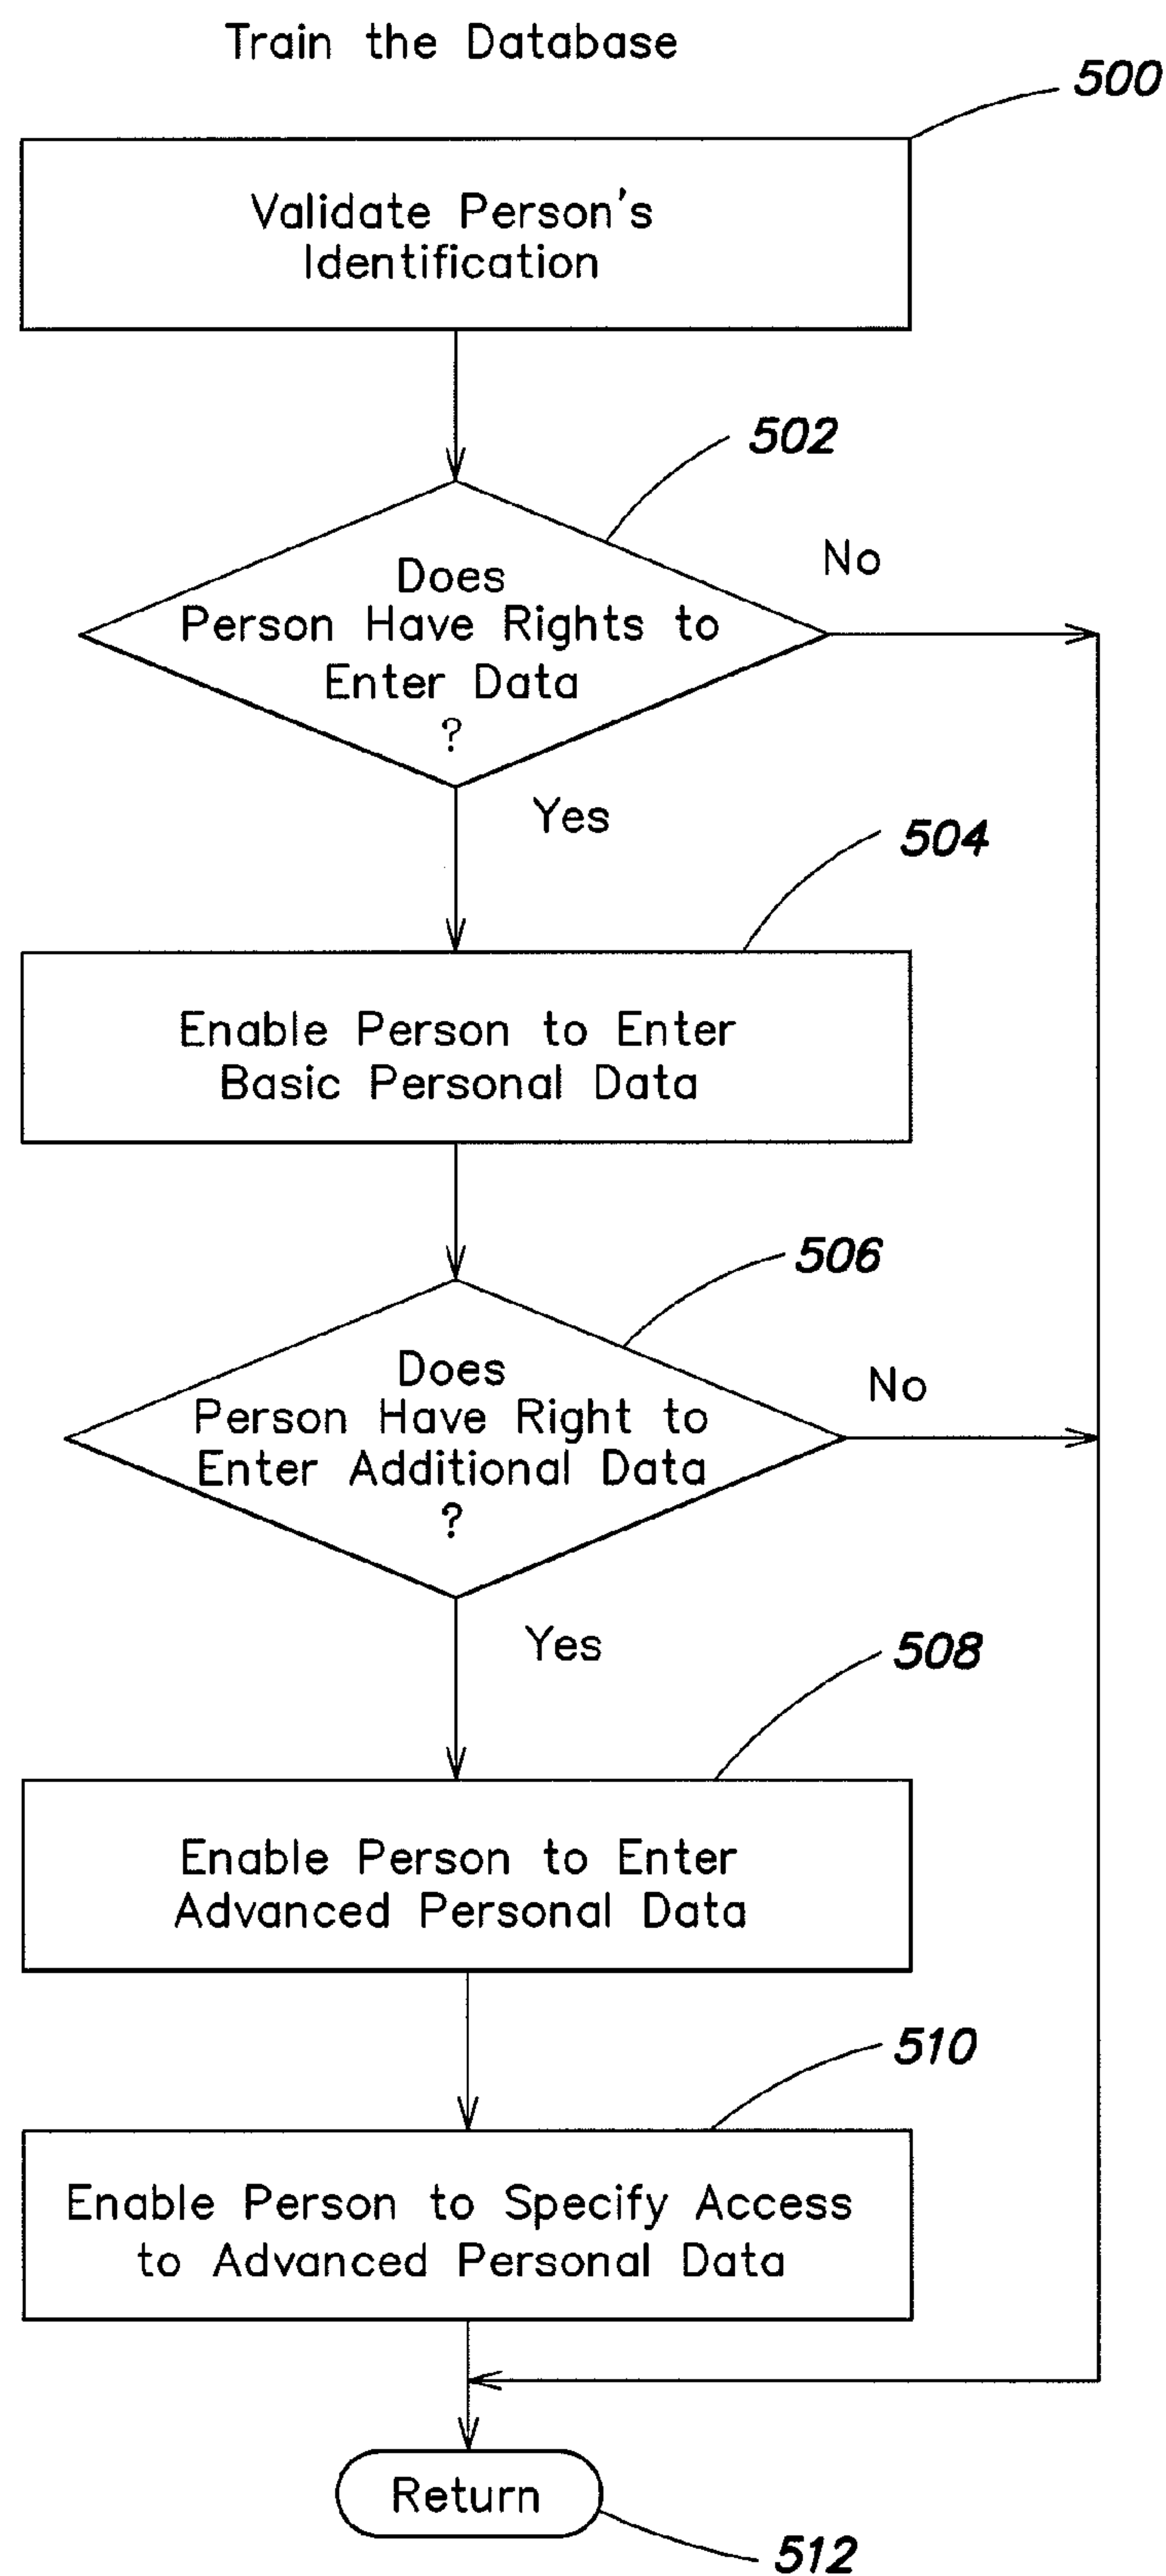 Train the Database
500
Validate Person's
Identification
502
Does
Person Have Rights to
Enter Data
?
No
Yes
504
Enable Person to Enter
Basic Personal Data
506
Does
Person Have Right to
Enter Additional Data
?
No
Yes
508
Enable Person to Enter
Advanced Personal Data
510
Enable Person to Specify Access
to Advanced Personal Data
Return
512